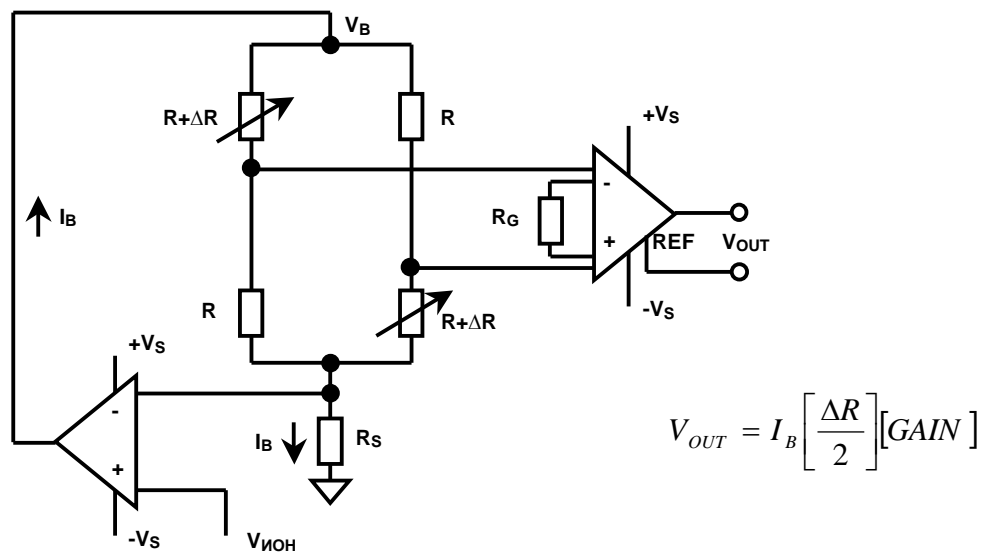 V_B
R+ΔR
R
+V_S
-
R_G
I_B
+
REF
V_OUT
R
R+ΔR
-V_S
+V_S
-
I_B
R_S
+
-V_S
V_ИОН
V_OUT = I_B [ΔR/2] [GAIN]